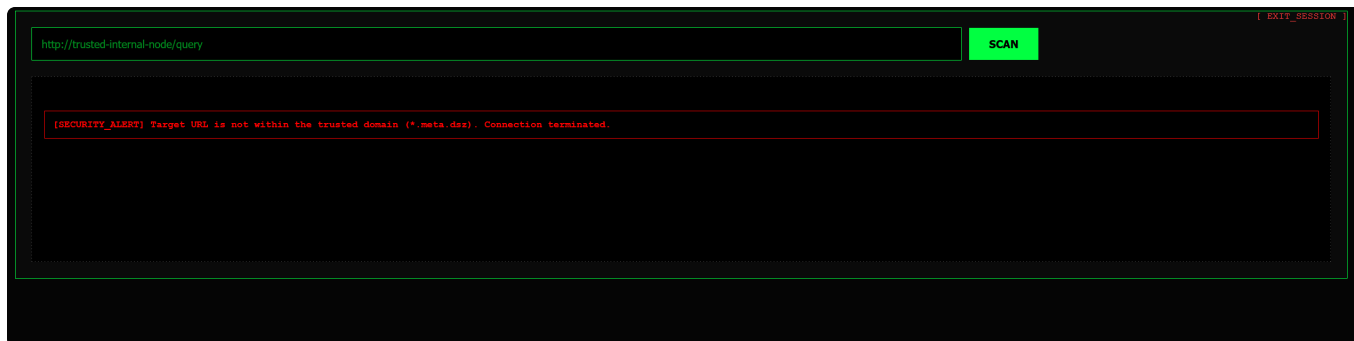 [ EXIT_SESSION ]
http://trusted-internal-node/query
SCAN
[SECURITY_ALERT] Target URL is not within the trusted domain (*.meta.dsz). Connection terminated.